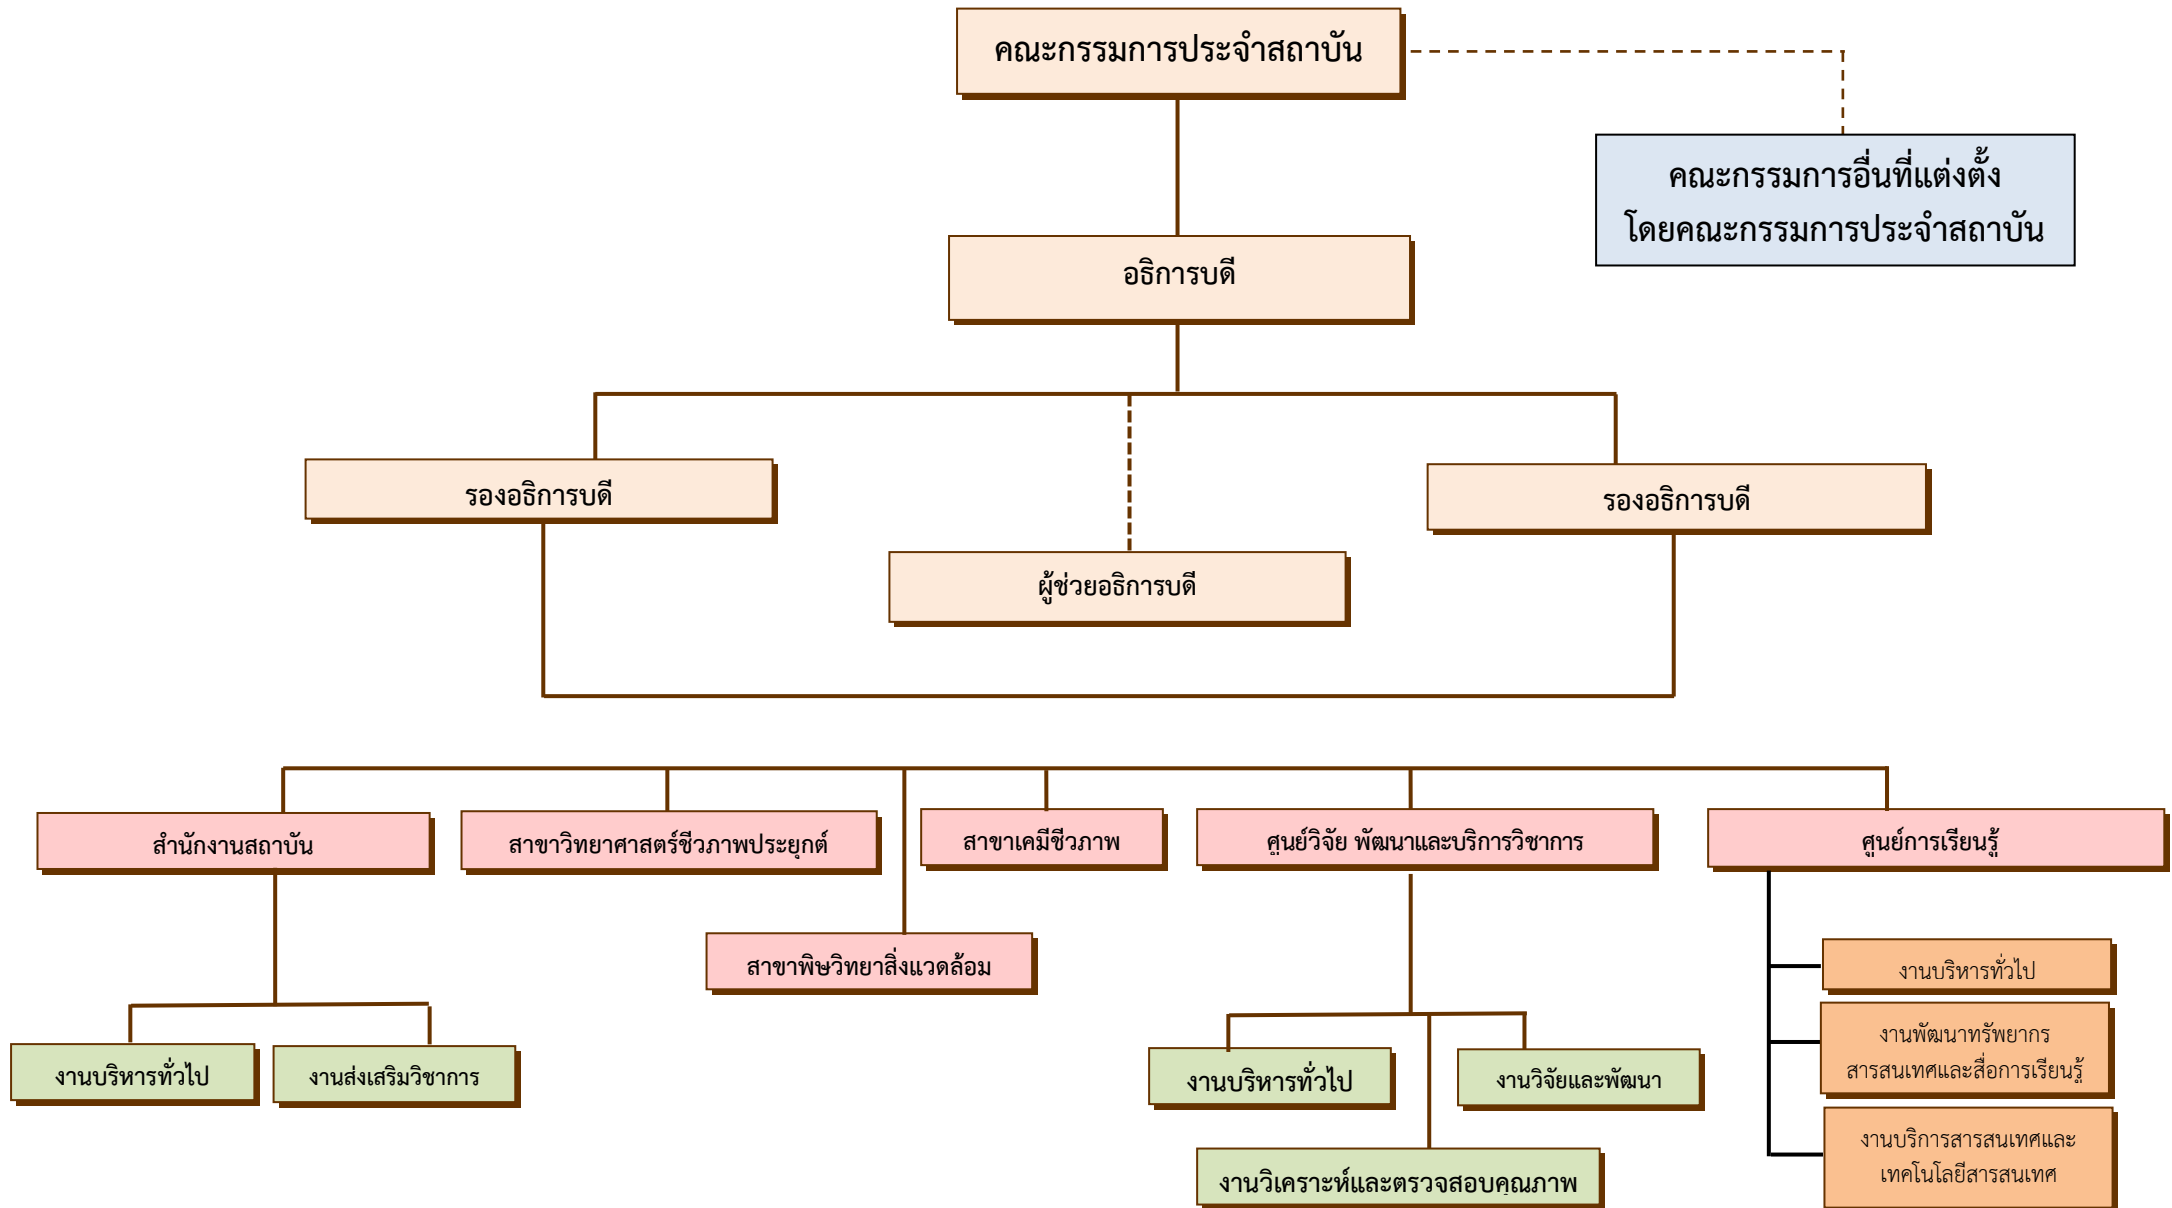 คณะกรรมการประจำสถาบัน
คณะกรรมการอื่นที่แต่งตั้ง
โดยคณะกรรมการประจำสถาบัน
อธิการบดี
รองอธิการบดี
รองอธิการบดี
ผู้ช่วยอธิการบดี
สำนักงานสถาบัน
สาขาวิทยาศาสตร์ชีวภาพประยุกต์
สาขาเคมีชีวภาพ
ศูนย์วิจัย พัฒนาและบริการวิชาการ
ศูนย์การเรียนรู้
สาขาพิษวิทยาสิ่งแวดล้อม
งานบริหารทั่วไป
งานพัฒนาทรัพยากร
สารสนเทศและสื่อการเรียนรู้
งานบริหารทั่วไป
งานส่งเสริมวิชาการ
งานบริหารทั่วไป
งานวิจัยและพัฒนา
งานบริการสารสนเทศและ
เทคโนโลยีสารสนเทศ
งานวิเคราะห์และตรวจสอบคุณภาพ